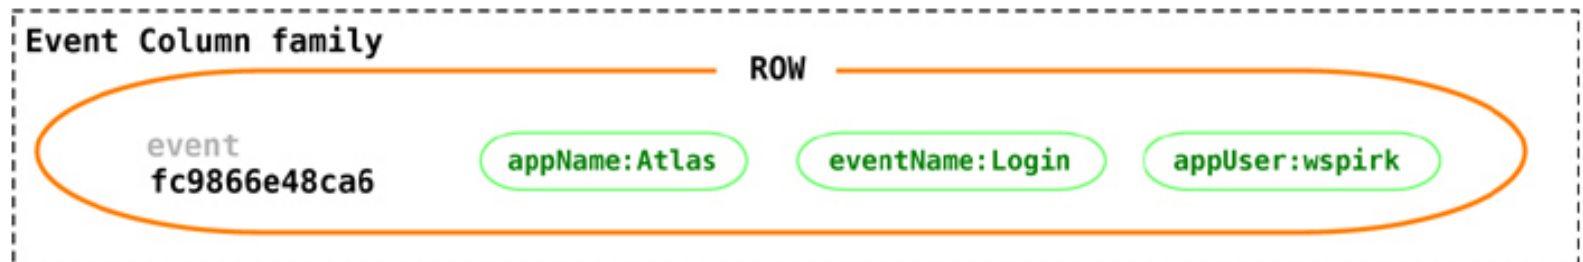 Event Column family
ROW
event
fc9866e48ca6
appName:Atlas
eventName:Login
appUser:wspirk